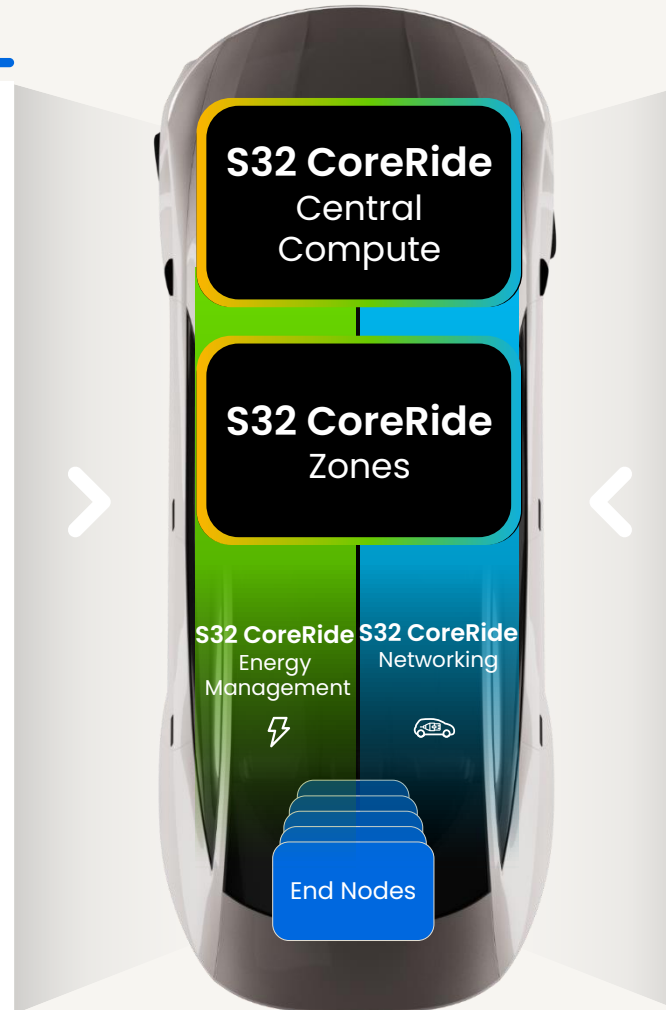 S32 CoreRide
Central
Compute
S32 CoreRide
Zones
S32 CoreRide
Energy
Management
S32 CoreRide
Networking
End Nodes